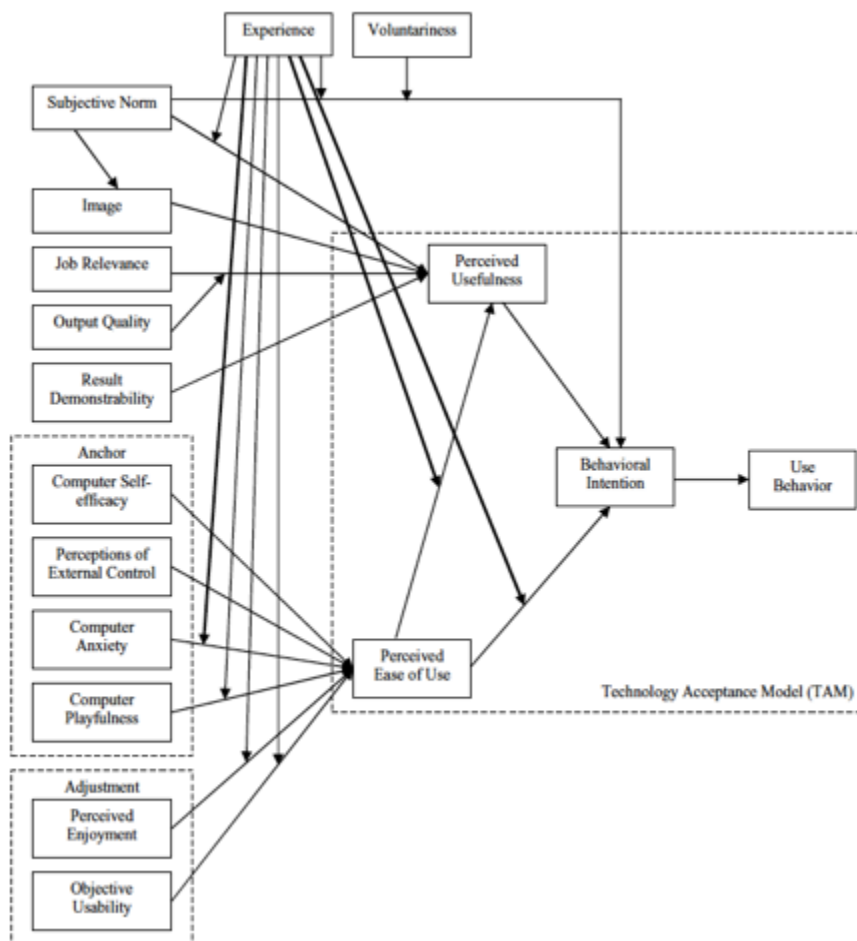 Experience
Voluntariness
Subjective Norm
Image
Job Relevance
Output Quality
Result
Demonstrability
Perceived
Usefulness
Anchor
Computer Self-
efficacy
Perceptions of
External Control
Computer
Anxiety
Computer
Playfulness
Behavioral
Intention
Use
Behavior
Perceived
Ease of Use
Technology Acceptance Model (TAM)
Adjustment
Perceived
Enjoyment
Objective
Usability